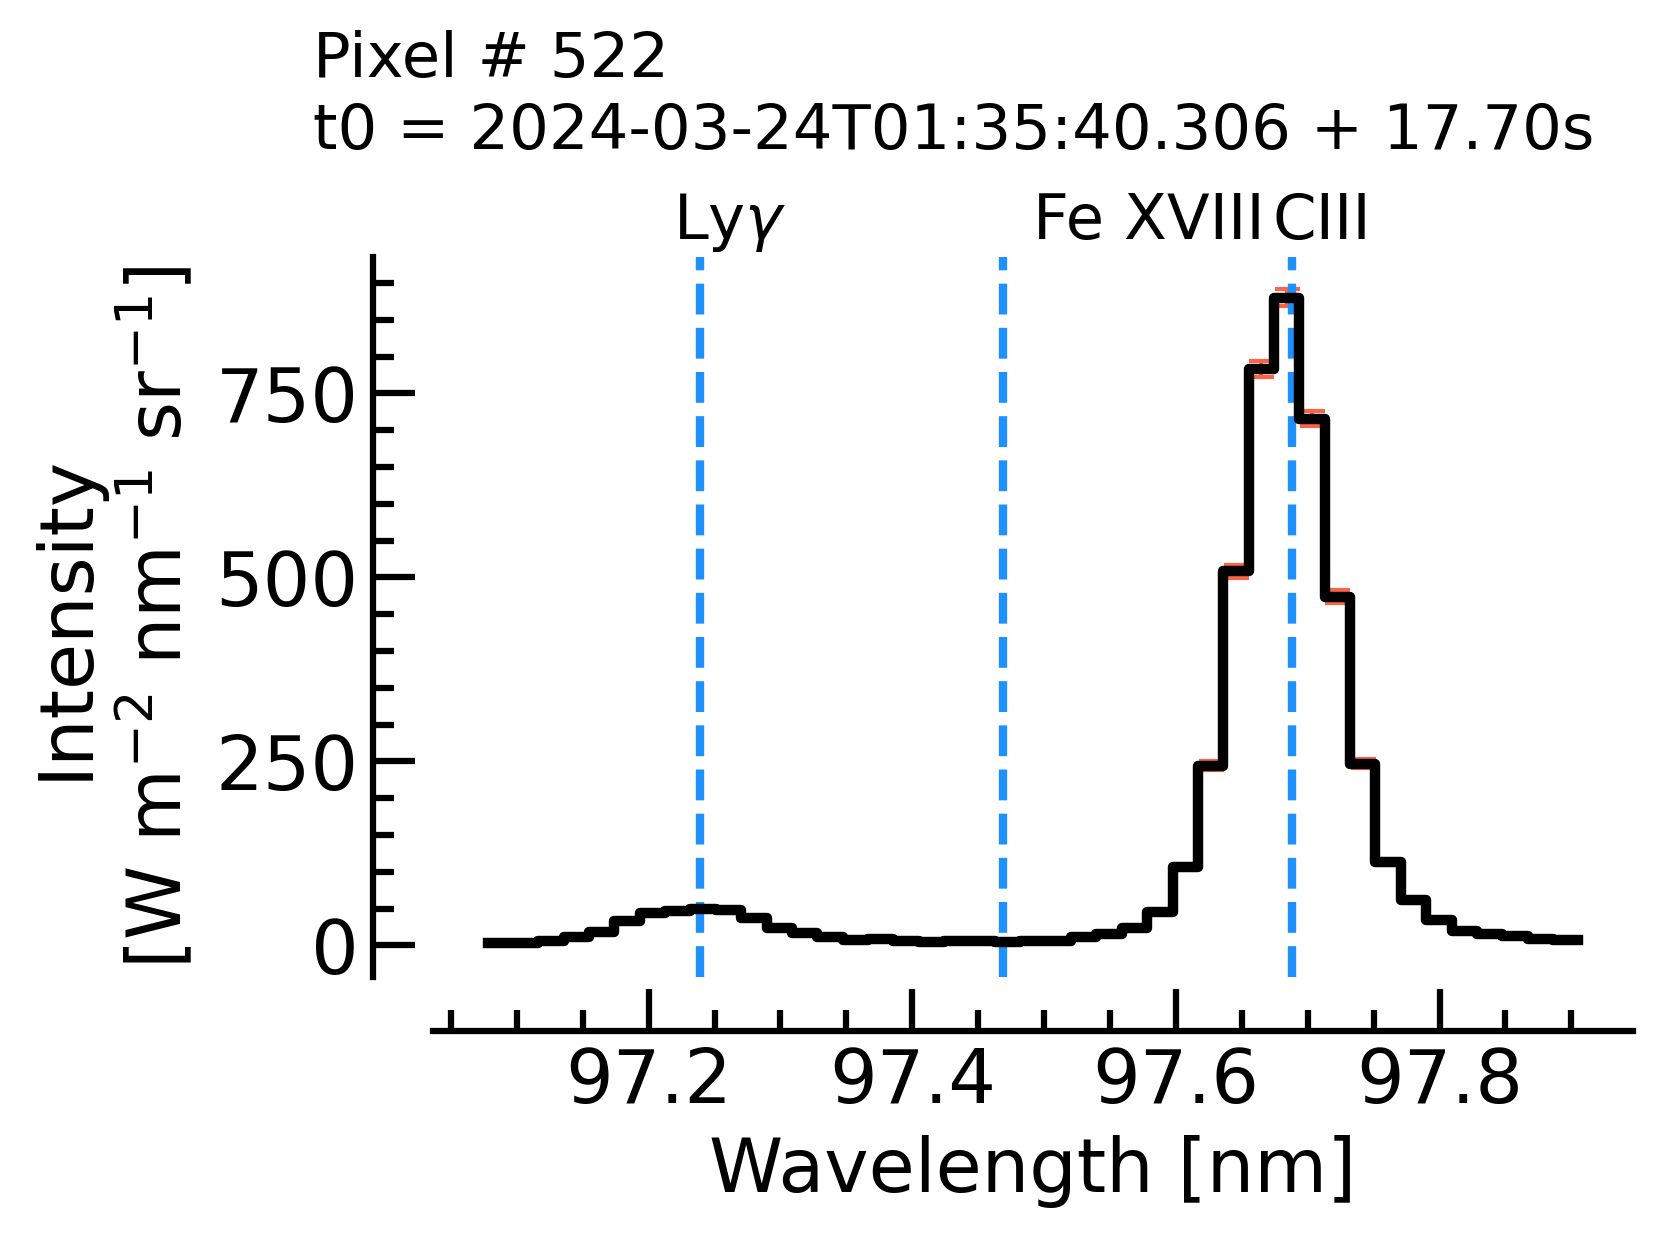 Pixel # 522
t0 = 2024-03-24T01:35:40.306 + 17.70s
Lyγ Fe XVIII CIII
Intensity
[W m⁻² nm⁻¹ sr⁻¹]
750
500
250
0
97.2 97.4 97.6 97.8
Wavelength [nm]